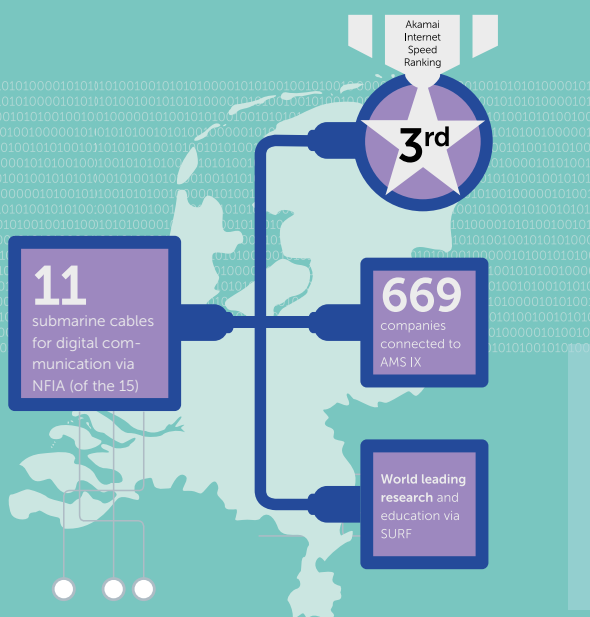 Akamai
Internet
Speed
Ranking
3rd
11
submarine cables
for digital com-
munication via
NFIA (of the 15)
669
companies
connected to
AMS IX
World leading
research and
education via
SURF